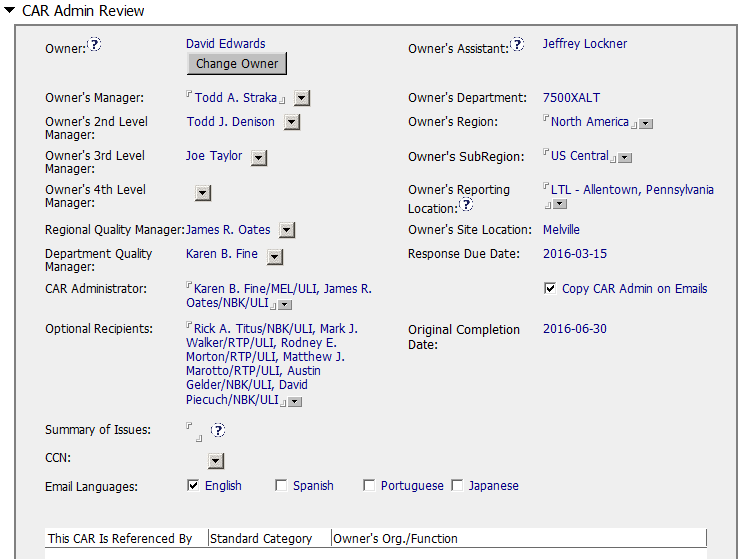 CAR Admin Review
Owner: ? David Edwards Owner's Assistant: ? Jeffrey Lockner
Change Owner
Owner's Manager: Todd A. Straka Owner's Department: 7500XALT
Owner's 2nd Level Manager: Todd J. Denison Owner's Region: North America
Owner's 3rd Level Manager: Joe Taylor Owner's SubRegion: US Central
Owner's 4th Level Manager: Owner's Reporting Location: ? LTL - Allentown, Pennsylvania
Regional Quality Manager: James R. Oates Owner's Site Location: Melville
Department Quality Manager: Karen B. Fine Response Due Date: 2016-03-15
CAR Administrator: Karen B. Fine/MEL/ULI, James R. Oates/NBK/ULI Copy CAR Admin on Emails
Optional Recipients: Rick A. Titus/NBK/ULI, Mark J.
Walker/RTP/ULI, Rodney E.
Morton/RTP/ULI, Matthew J.
Marotto/RTP/ULI, Austin
Gelder/NBK/ULI, David
Piecuch/NBK/ULI
Original Completion Date: 2016-06-30
Summary of Issues: ?
CCN:
Email Languages: English Spanish Portuguese Japanese
This CAR Is Referenced By Standard Category Owner's Org./Function